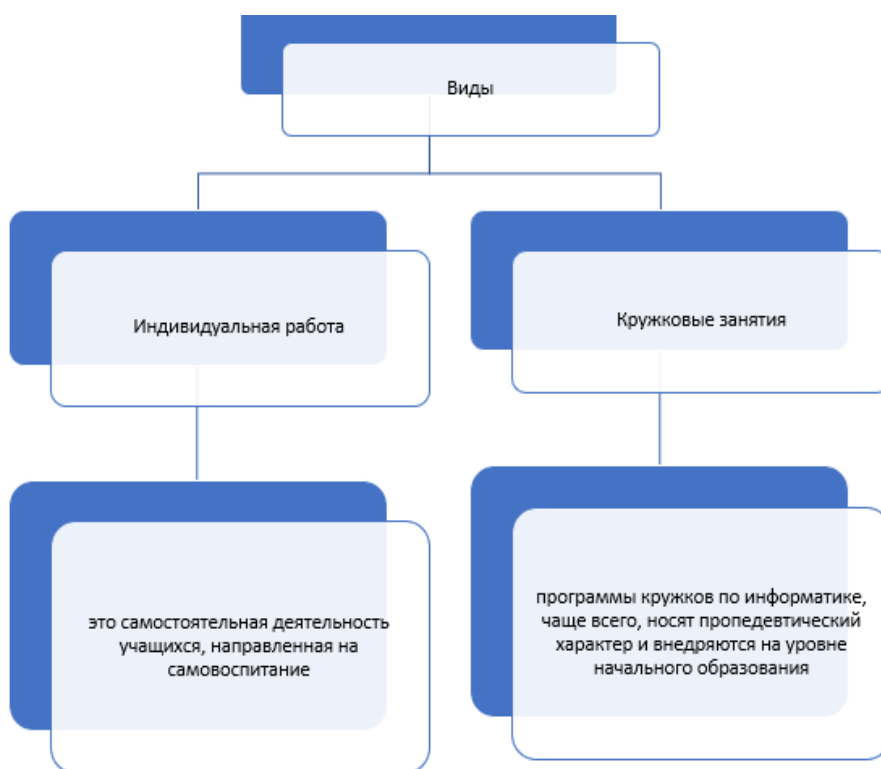 Виды
Индивидуальная работа
Кружковые занятия
это самостоятельная деятельность
учащихся, направленная на
самовоспитание
программы кружков по информатике,
чаще всего, носят пропедевтический
характер и внедряются на уровне
начального образования